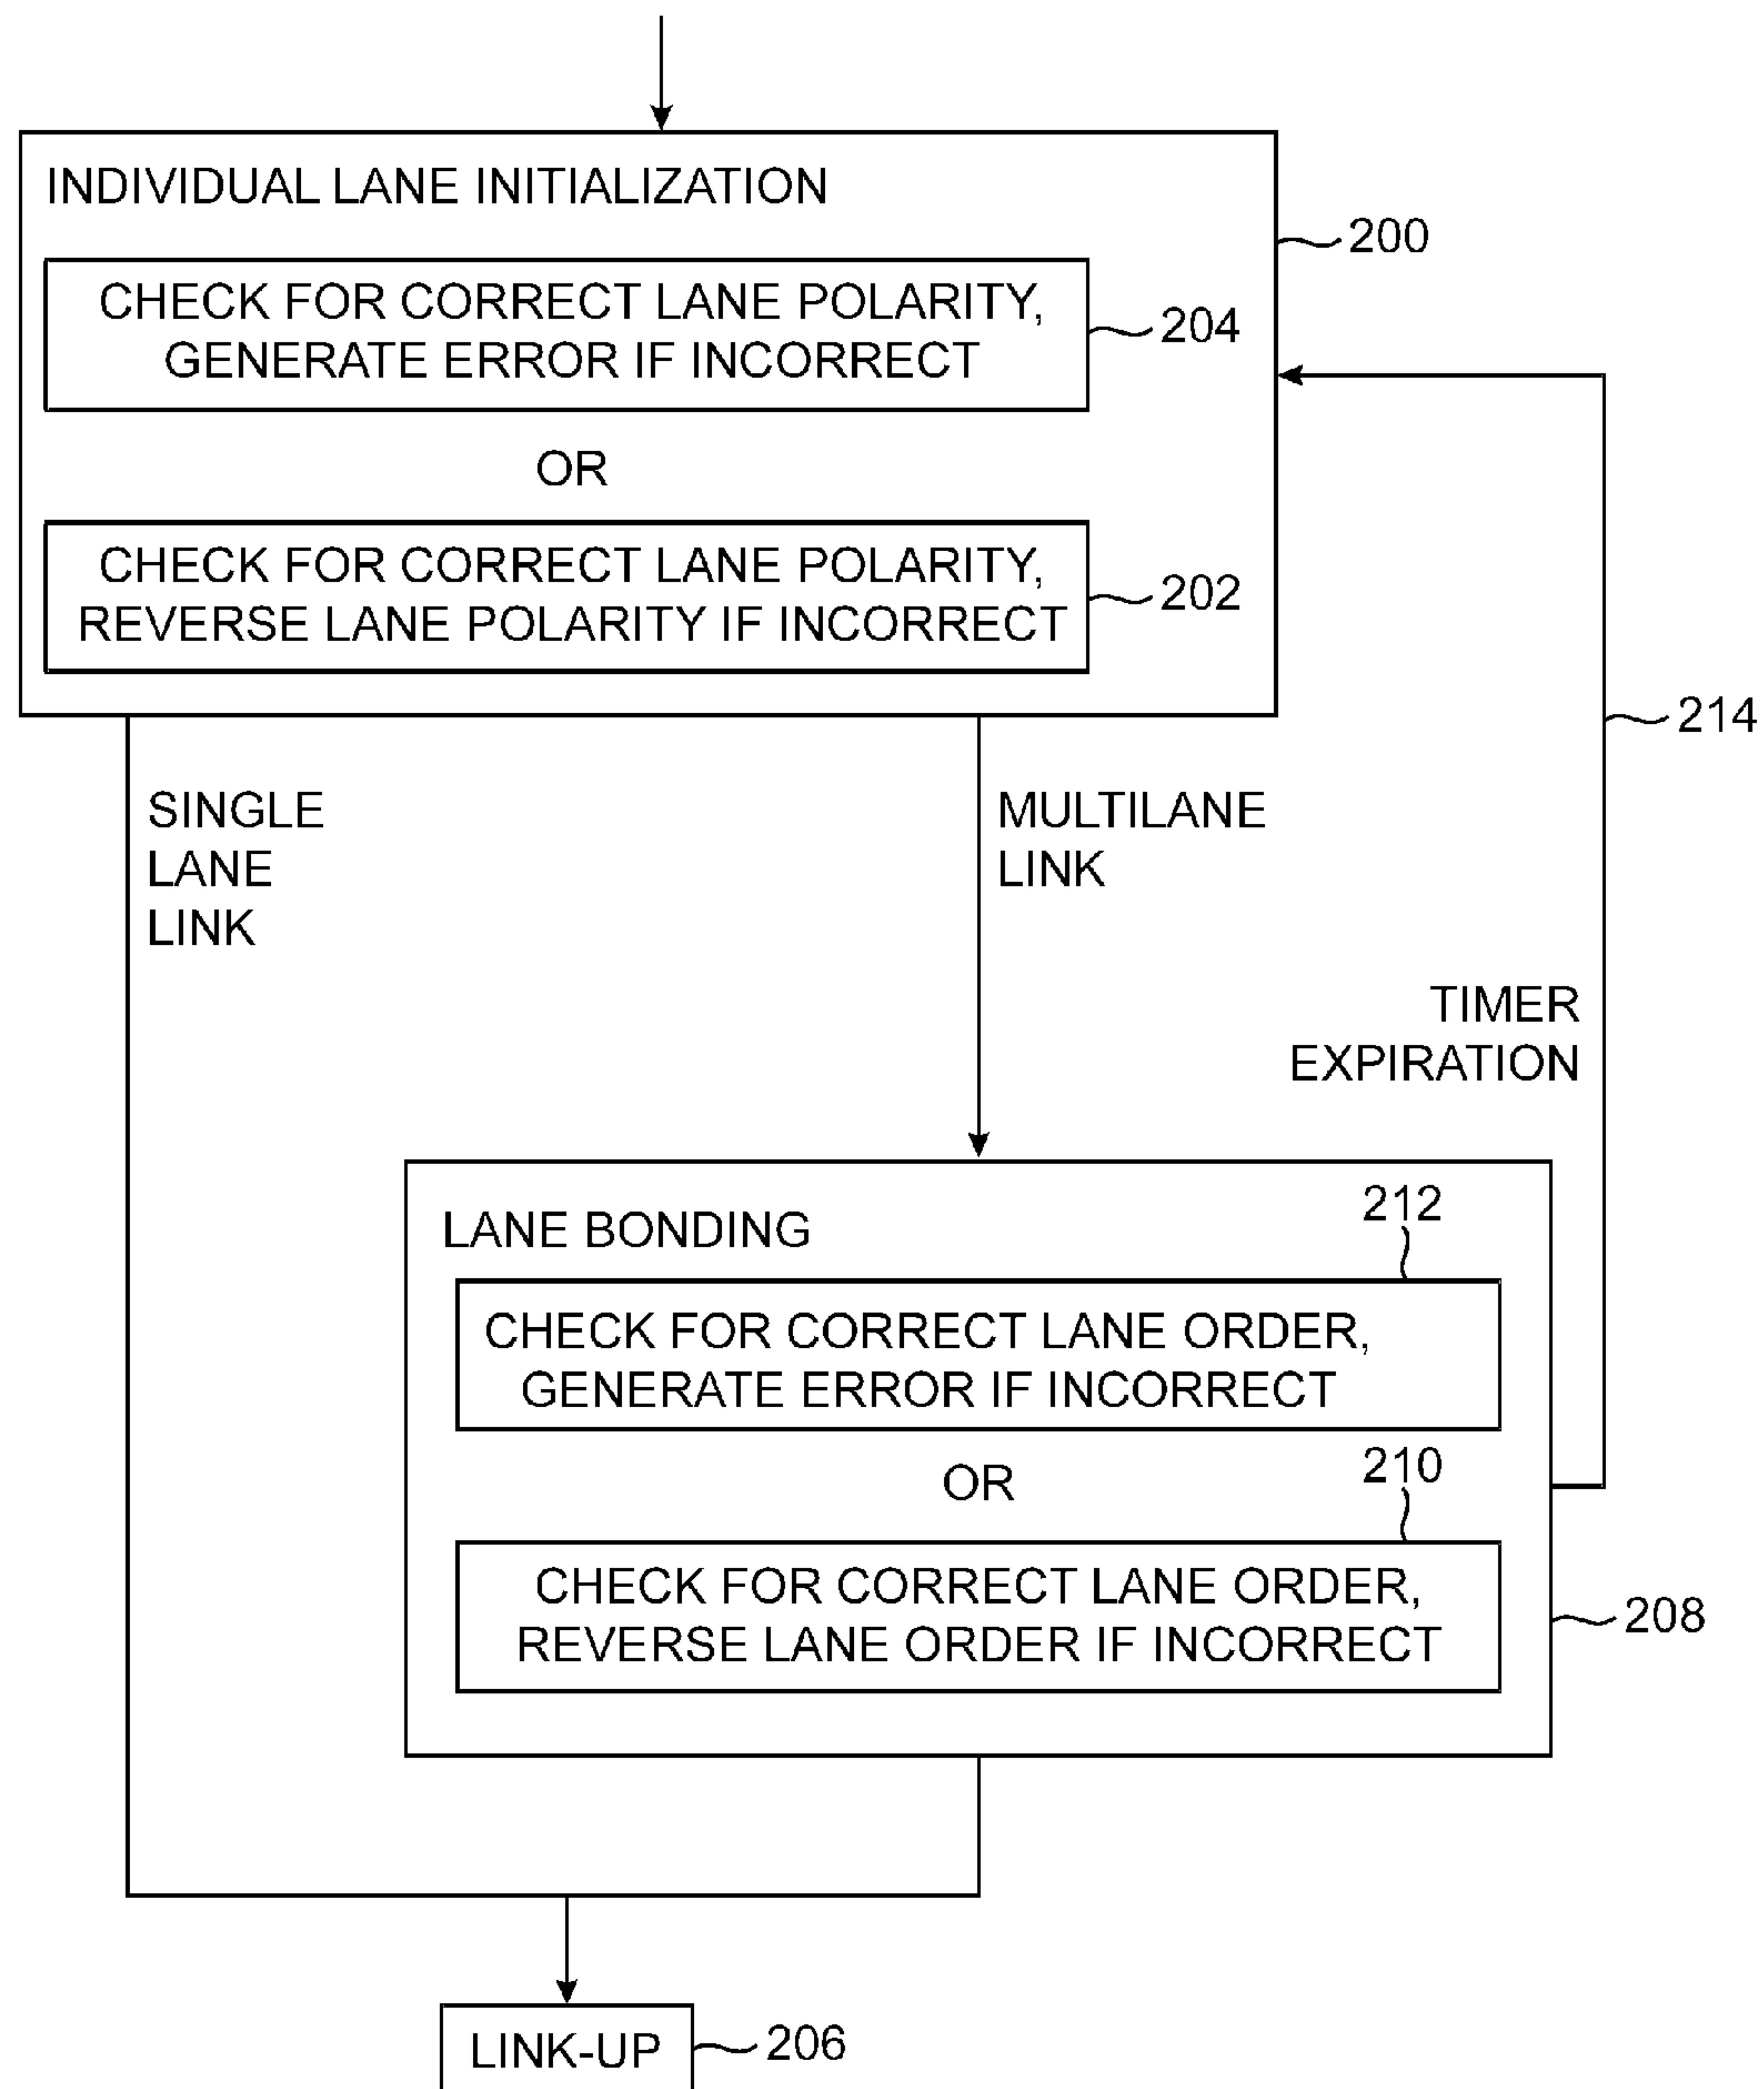 INDIVIDUAL LANE INITIALIZATION
200
CHECK FOR CORRECT LANE POLARITY,
GENERATE ERROR IF INCORRECT
204
OR
CHECK FOR CORRECT LANE POLARITY,
REVERSE LANE POLARITY IF INCORRECT
202
214
SINGLE
LANE
LINK
MULTILANE
LINK
TIMER
EXPIRATION
LANE BONDING
212
CHECK FOR CORRECT LANE ORDER,
GENERATE ERROR IF INCORRECT
OR
210
CHECK FOR CORRECT LANE ORDER,
REVERSE LANE ORDER IF INCORRECT
208
LINK-UP
206